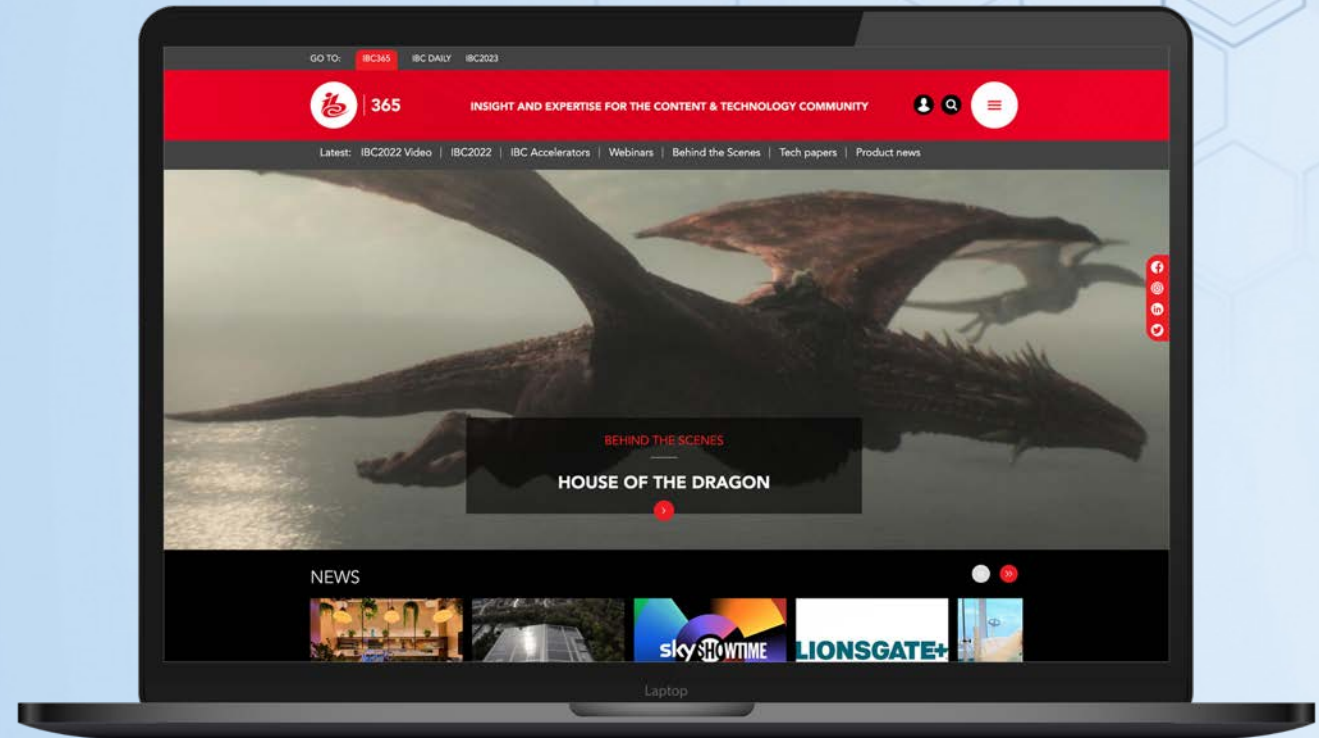 GO TO: IBC365 IBC DAILY IBC2023
ibc 365 INSIGHT AND EXPERTISE FOR THE CONTENT & TECHNOLOGY COMMUNITY
Latest: IBC2022 Video | IBC2022 | IBC Accelerators | Webinars | Behind the Scenes | Tech papers | Product news
BEHIND THE SCENES
HOUSE OF THE DRAGON
NEWS
sky SHOWTIME LIONSGATE+
Laptop